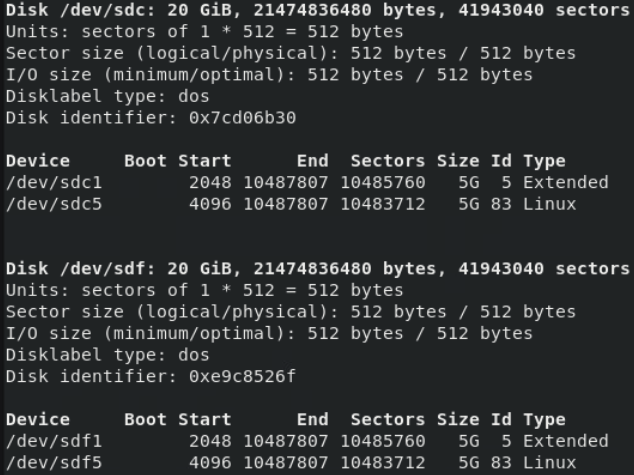 Disk /dev/sdc: 20 GiB, 21474836480 bytes, 41943040 sectors
Units: sectors of 1 * 512 = 512 bytes
Sector size (logical/physical): 512 bytes / 512 bytes
I/O size (minimum/optimal): 512 bytes / 512 bytes
Disklabel type: dos
Disk identifier: 0x7cd06b30
Device     Boot Start      End  Sectors Size Id Type
/dev/sdc1        2048 10487807 10485760   5G  5 Extended
/dev/sdc5        4096 10487807 10483712   5G 83 Linux
Disk /dev/sdf: 20 GiB, 21474836480 bytes, 41943040 sectors
Units: sectors of 1 * 512 = 512 bytes
Sector size (logical/physical): 512 bytes / 512 bytes
I/O size (minimum/optimal): 512 bytes / 512 bytes
Disklabel type: dos
Disk identifier: 0xe9c8526f
Device     Boot Start      End  Sectors Size Id Type
/dev/sdf1        2048 10487807 10485760   5G  5 Extended
/dev/sdf5        4096 10487807 10483712   5G 83 Linux